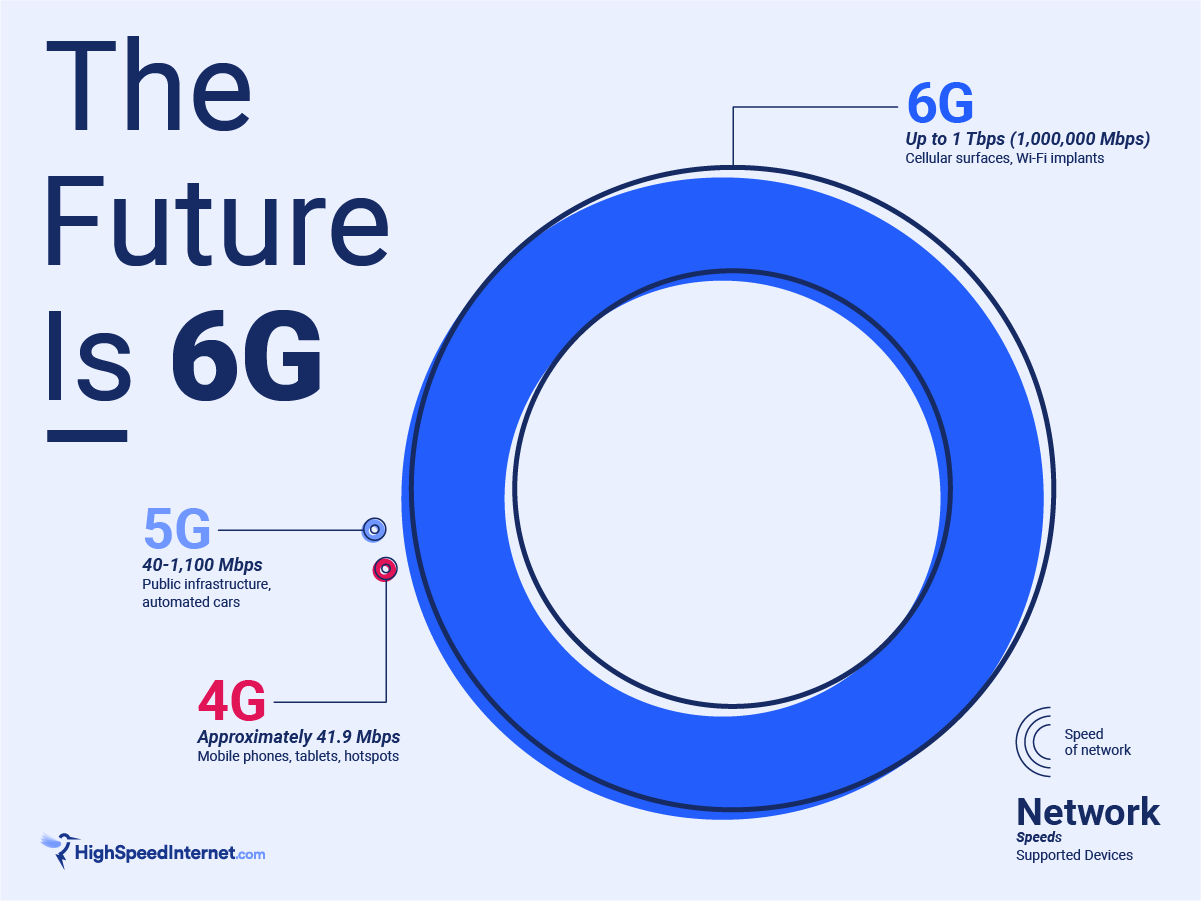 The
Future
Is 6G
6G
Up to 1 Tbps (1,000,000 Mbps)
Cellular surfaces, Wi-Fi implants
5G
40-1,100 Mbps
Public infrastructure,
automated cars
4G
Approximately 41.9 Mbps
Mobile phones, tablets, hotspots
Speed
of network
Network
Speeds
Supported Devices
HighSpeedInternet.com